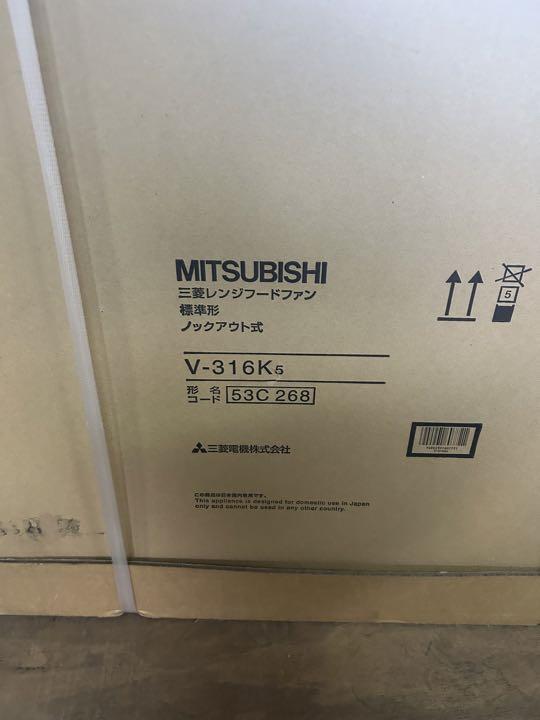 MITSUBISHI
三菱レンジフードファン
標準形
ノックアウト式
V-316K5
形名
コード 53C 268
5
三菱電機株式会社
この商品は日本国内専用です。
This appliance is designed for domestic use in Japan
only and cannot be used in any other country.